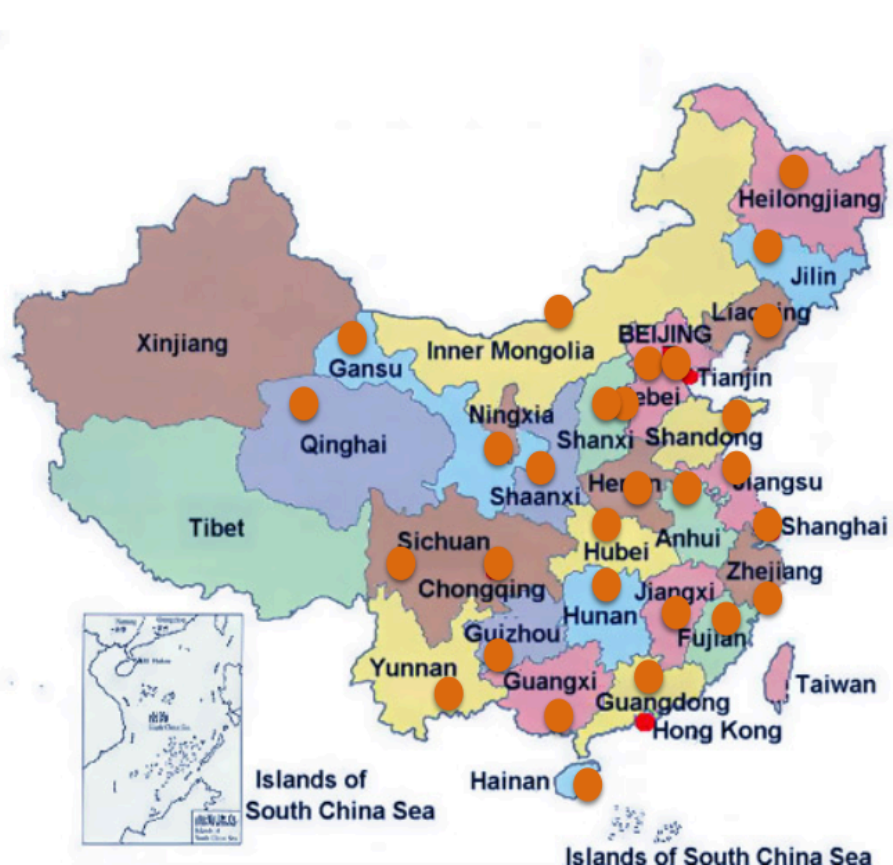 Heilongjiang
Jilin
BEIJING
Xinjiang
Inner Mongolia
Gansu
Tianjin
Ningxia
Qinghai
Shanxi
Shandong
Shaanxi
Tibet
Shanghai
Sichuan
Anhui
Hubei
Zhejiang
Chongqing
Jiangxi
Hunan
Guizhou
Fujian
Yunnan
Guangxi
Taiwan
Guangdong
Hong Kong
Hainan
Islands of
South China Sea
Islands of South China Sea